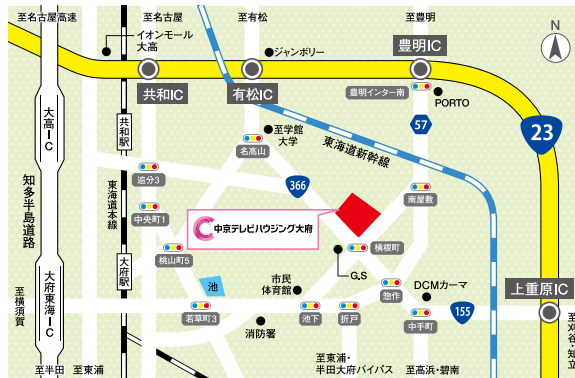 至名古屋高速
至名古屋
至有松
至豊明
N
イオンモール
大高
ジャンボリー
豊明IC
共和IC
有松IC
豊明インター南
PORTO
大高IC
共和駅
至学館
大学
名高山
57
23
東海道新幹線
追分3
366
南屋敷
知多半島道路
東海道本線
中央町1
中京テレビハウジング大府
桃山町5
横根町
G.S
大府駅
池
市民
体育館
惣作
DCMカーマ
上重原IC
大府東海IC
至横須賀
若草町3
池下
折戸
中手町
155
消防署
至刈谷・知立
至半田
至東浦
至東浦・
半田大府バイパス
至高浜・碧南